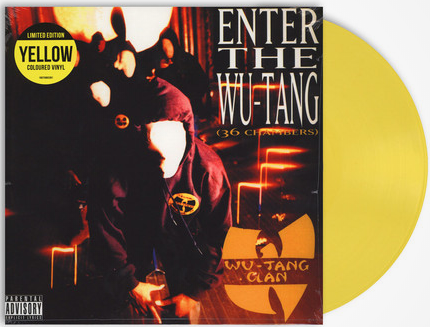 LIMITED EDITION
YELLOW
COLOURED VINYL
ENTER
THE
WU-TANG
(36 CHAMBERS)
WU-TANG
CLAN
PARENTAL
ADVISORY
EXPLICIT LYRICS